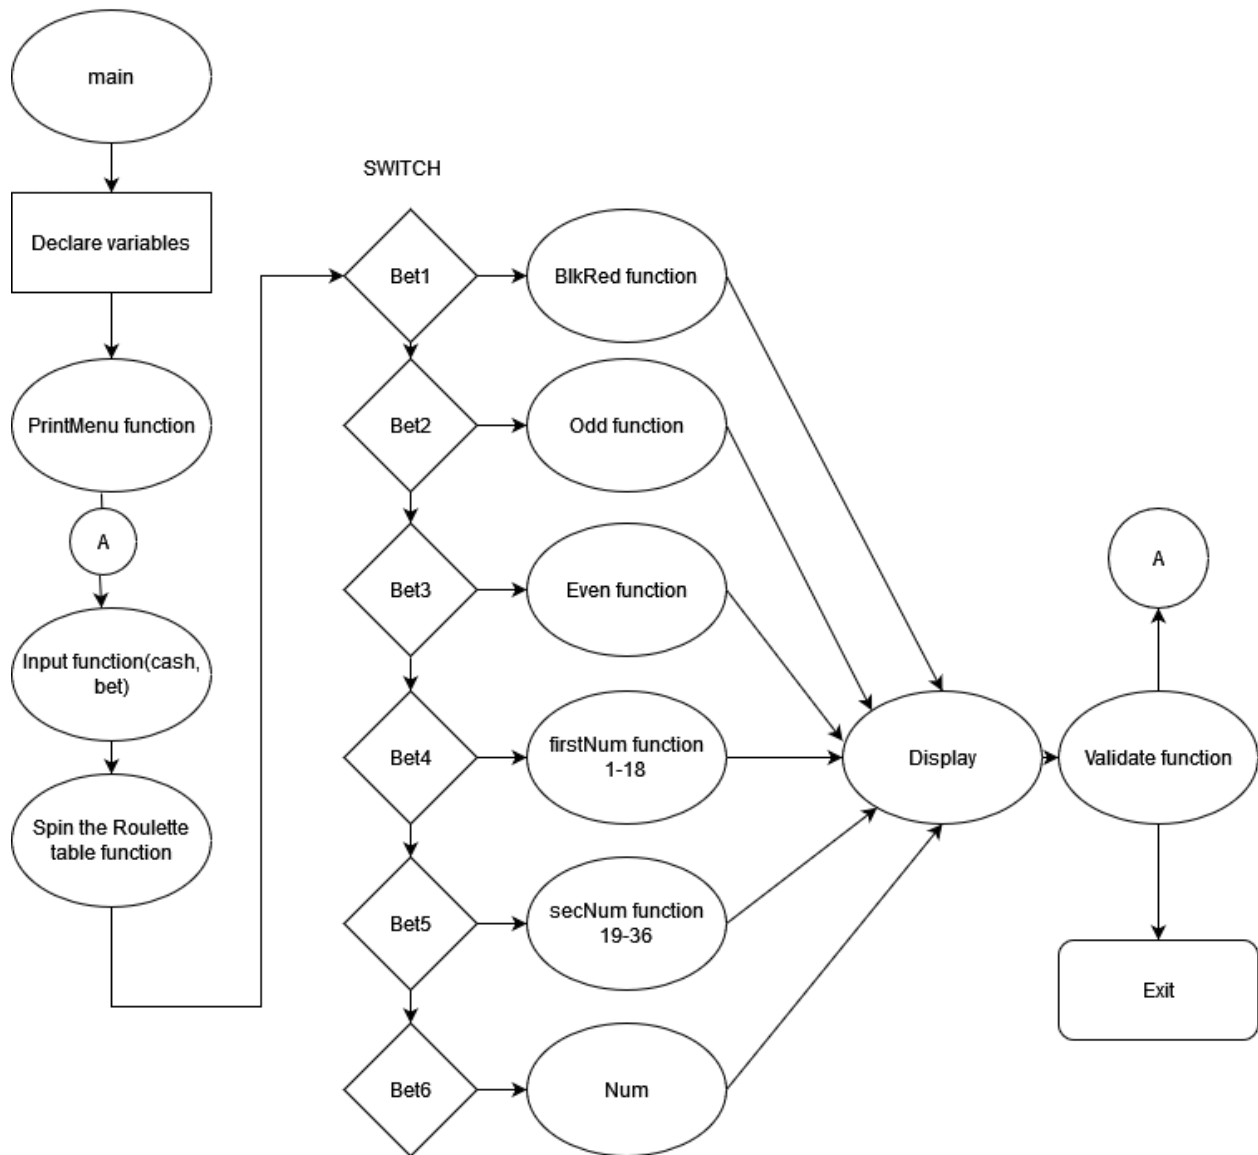 main
Declare variables
PrintMenu function
A
Input function(cash,
bet)
Spin the Roulette
table function
SWITCH
Bet1
BlkRed function
Bet2
Odd function
Bet3
Even function
Bet4
firstNum function
1-18
Bet5
secNum function
19-36
Bet6
Num
Display
Validate function
A
Exit